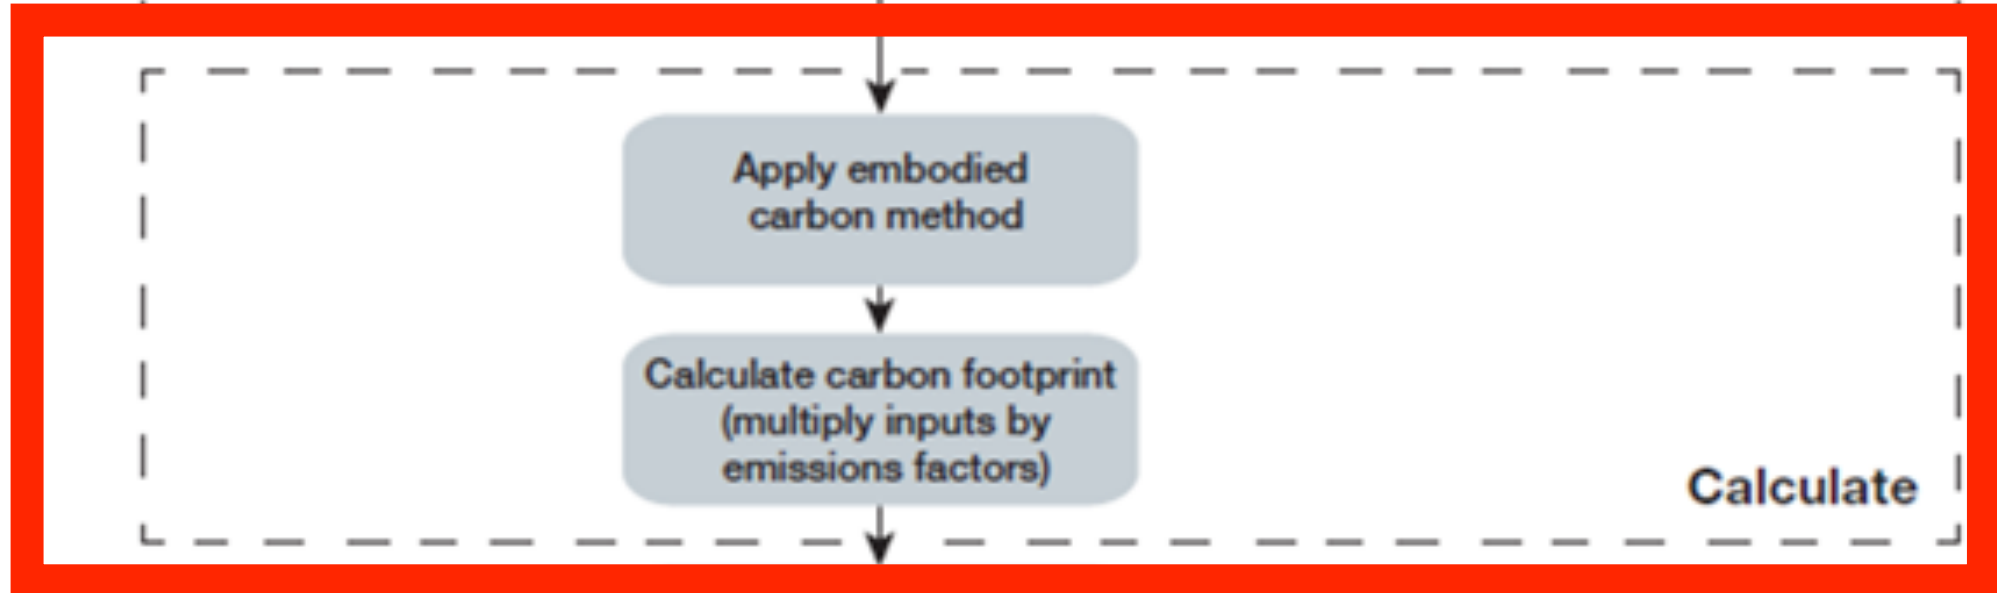 Apply embodied
carbon method
Calculate carbon footprint
(multiply inputs by
emissions factors)
Calculate